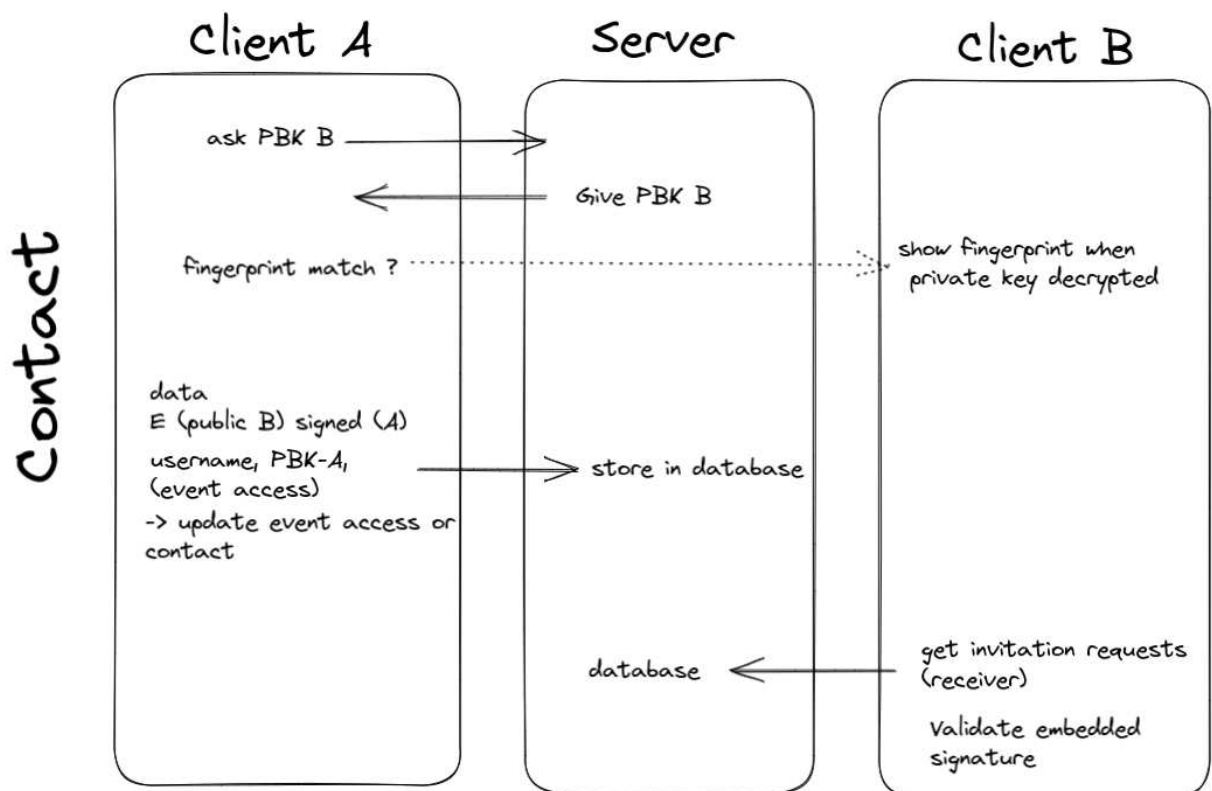 Client A
Server
Client B
Contact
ask PBK B
Give PBK B
fingerprint match ?
show fingerprint when
private key decrypted
data
E (public B) signed (A)
username, PBK-A,
(event access)
-> update event access or
contact
store in database
database
get invitation requests
(receiver)
Validate embedded
signature